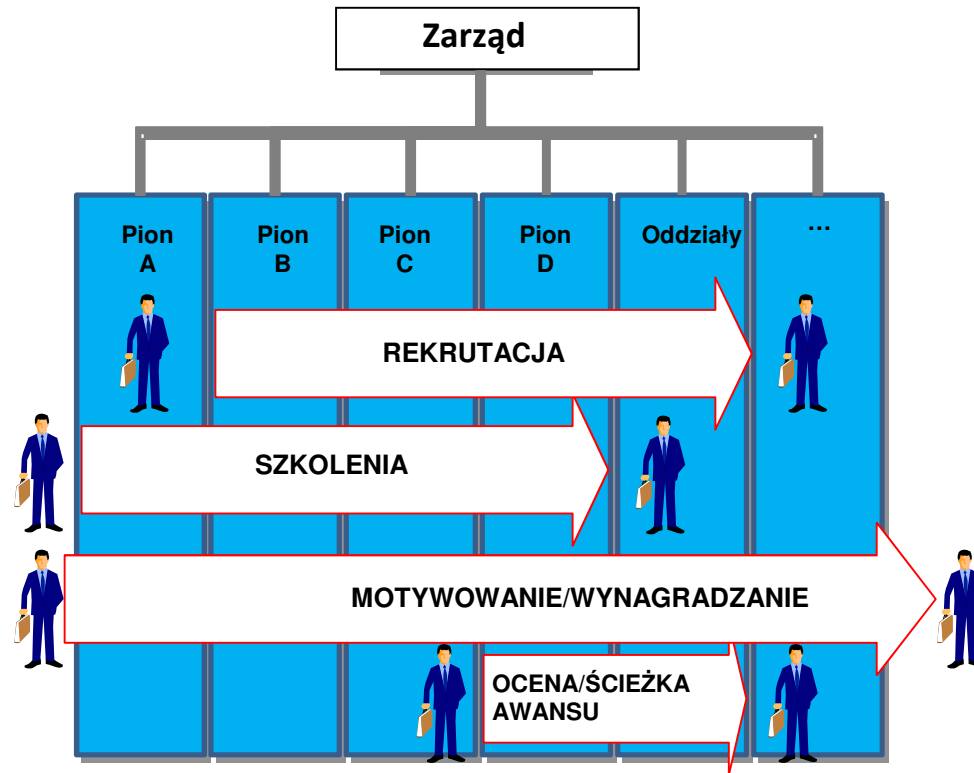 Zarząd
Pion
A
Pion
B
Pion
C
Pion
D
Oddziały
...
REKRUTACJA
SZKOLENIA
MOTYWOWANIE/WYNAGRADZANIE
OCENA/ŚCIEŻKA
AWANSU